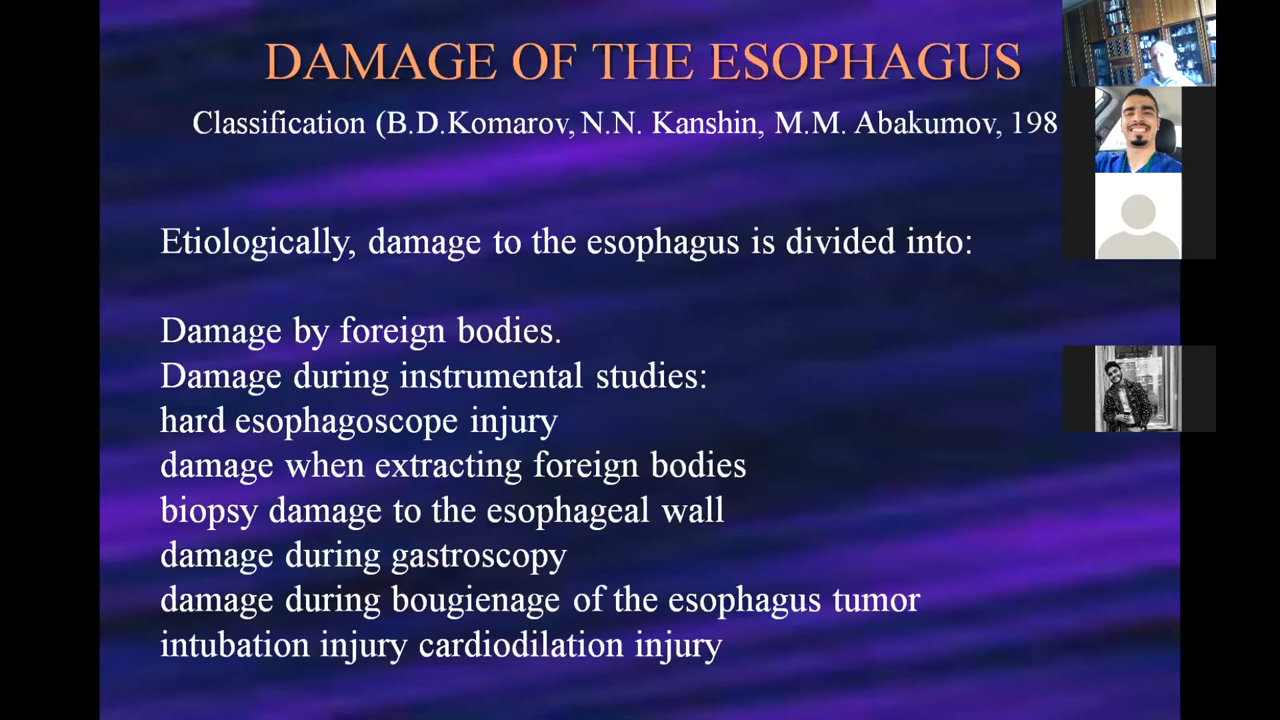 DAMAGE OF THE ESOPHAGUS
Classification (B.D.Komarov, N.N. Kanshin, M.M. Abakumov, 198
Etiologically, damage to the esophagus is divided into:
Damage by foreign bodies.
Damage during instrumental studies:
hard esophagoscope injury
damage when extracting foreign bodies
biopsy damage to the esophageal wall
damage during gastroscopy
damage during bougienage of the esophagus tumor
intubation injury cardiodilation injury